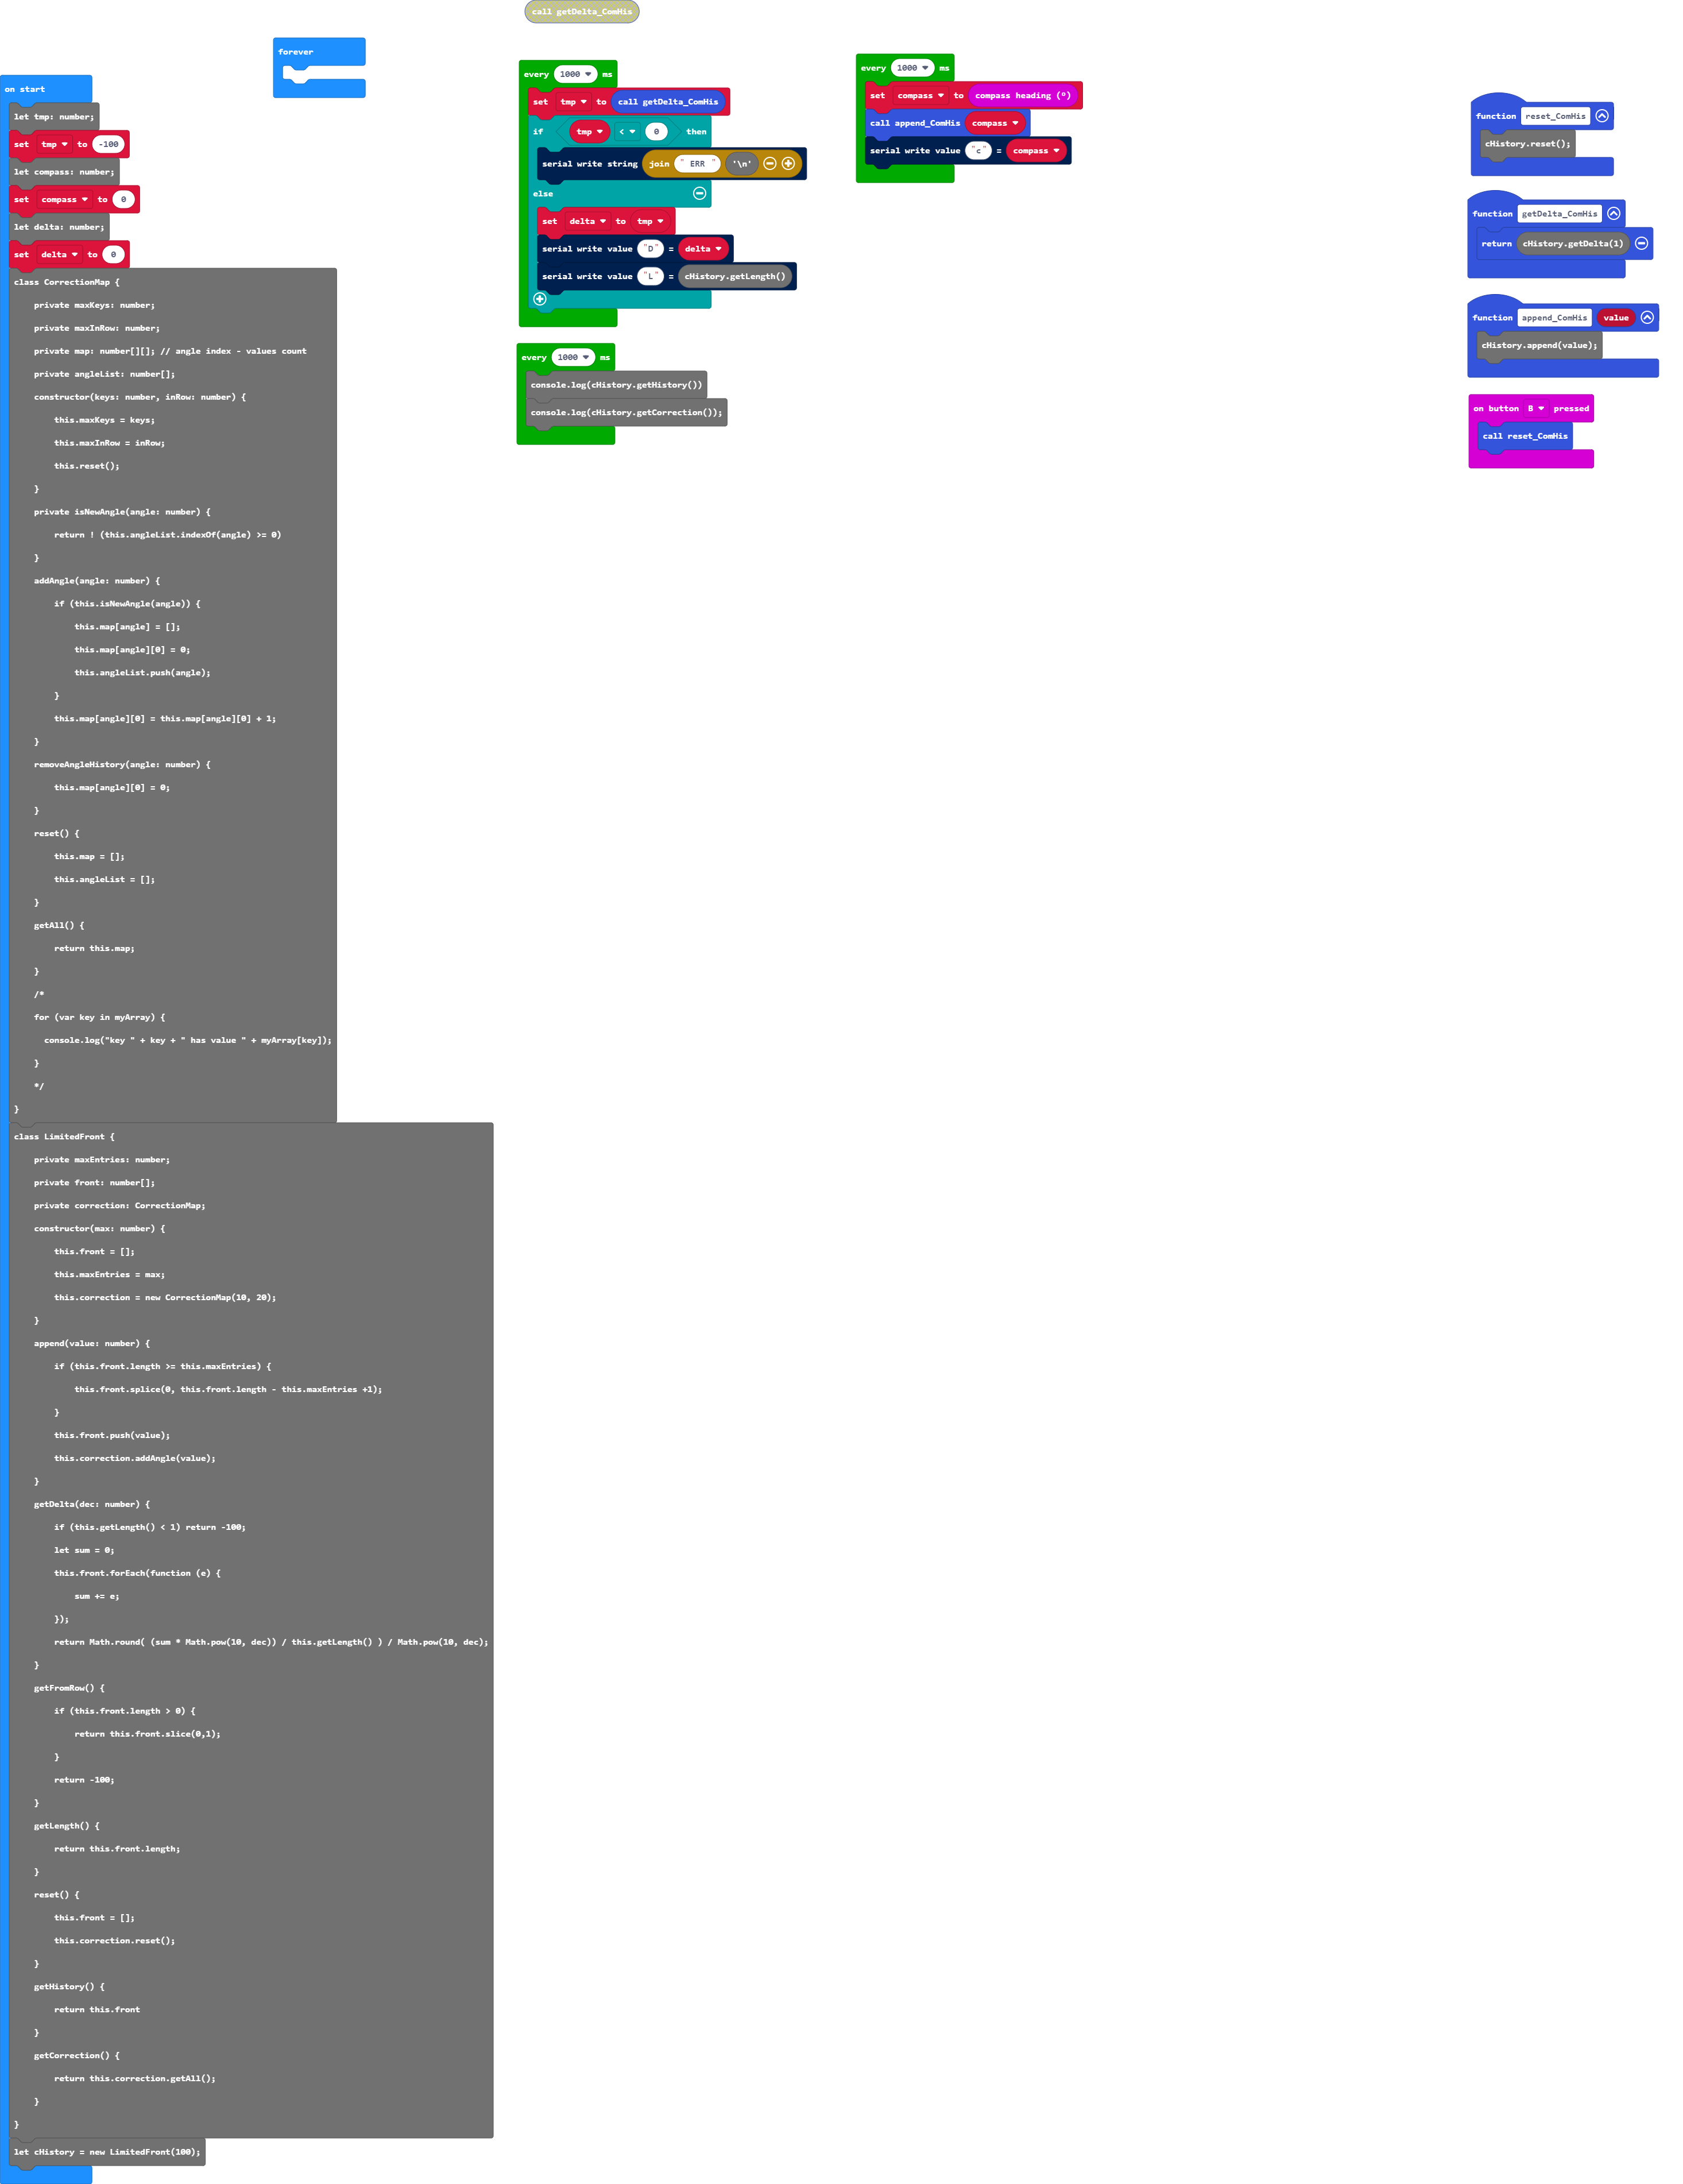 call getDelta_ComHis
forever
on start
let tmp: number;
set tmp to -100
let compass: number;
set compass to 0
let delta: number;
set delta to 0
class CorrectionMap {
private maxKeys: number;
private maxInRow: number;
private map: number[][]; // angle index - values count
private angleList: number[];
constructor(keys: number, inRow: number) {
this.maxKeys = keys;
this.maxInRow = inRow;
this.reset();
}
private isNewAngle(angle: number) {
return ! (this.angleList.indexOf(angle) >= 0)
}
addAngle(angle: number) {
if (this.isNewAngle(angle)) {
this.map[angle] = [];
this.map[angle][0] = 0;
this.angleList.push(angle);
}
this.map[angle][0] = this.map[angle][0] + 1;
}
removeAngleHistory(angle: number) {
this.map[angle][0] = 0;
}
reset() {
this.map = [];
this.angleList = [];
}
getAll() {
return this.map;
}
/*
for (var key in myArray) {
console.log("key " + key + " has value " + myArray[key]);
}
*/
}
class LimitedFront {
private maxEntries: number;
private front: number[];
private correction: CorrectionMap;
constructor(max: number) {
this.front = [];
this.maxEntries = max;
this.correction = new CorrectionMap(10, 20);
}
append(value: number) {
if (this.front.length >= this.maxEntries) {
this.front.splice(0, this.front.length - this.maxEntries +1);
}
this.front.push(value);
this.correction.addAngle(value);
}
getDelta(dec: number) {
if (this.getLength() < 1) return -100;
let sum = 0;
this.front.forEach(function (e) {
sum += e;
});
return Math.round( (sum * Math.pow(10, dec)) / this.getLength() ) / Math.pow(10, dec);
}
getFromRow() {
if (this.front.length > 0) {
return this.front.slice(0,1);
}
return -100;
}
getLength() {
return this.front.length;
}
reset() {
this.front = [];
this.correction.reset();
}
getHistory() {
return this.front
}
getCorrection() {
return this.correction.getAll();
}
}
let cHistory = new LimitedFront(100);
every 1000 ms
set tmp to call getDelta_ComHis
if tmp < 0 then
serial write string join " ERR " '\n'
else
set delta to tmp
serial write value "D" = delta
serial write value "L" = cHistory.getLength()
every 1000 ms
console.log(cHistory.getHistory())
console.log(cHistory.getCorrection());
every 1000 ms
set compass to compass heading (°)
call append_ComHis compass
serial write value "c" = compass
function reset_ComHis
cHistory.reset();
function getDelta_ComHis
return cHistory.getDelta(1)
function append_ComHis value
cHistory.append(value);
on button B pressed
call reset_ComHis